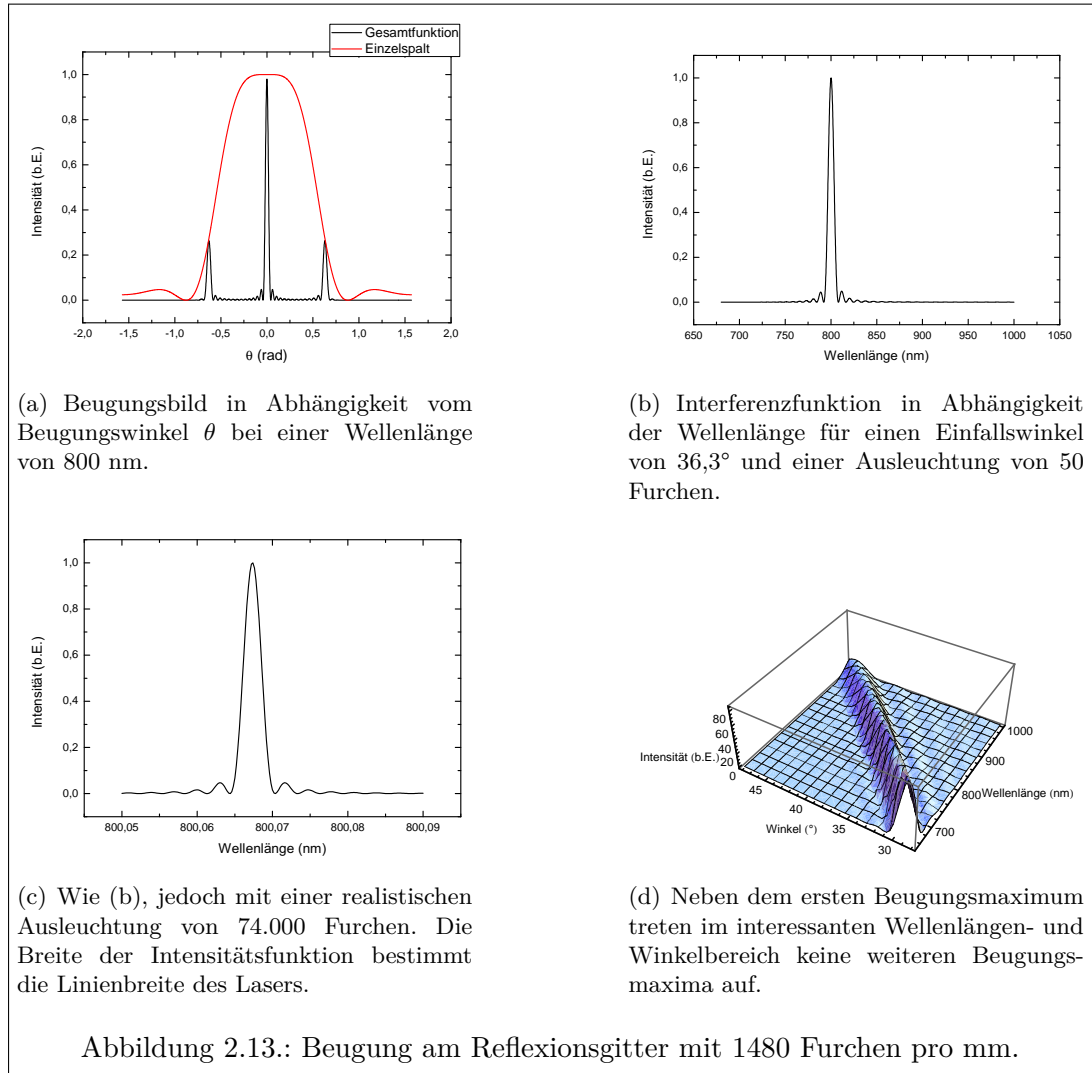 Gesamtfunktion
Einzelspalt
1,0
0,8
0,6
0,4
0,2
0,0
Intensität (b.E.)
-2,0 -1,5 -1,0 -0,5 0,0 0,5 1,0 1,5 2,0
θ (rad)
(a) Beugungsbild in Abhängigkeit vom
Beugungswinkel θ bei einer Wellenlänge
von 800 nm.
1,0
0,8
0,6
0,4
0,2
0,0
Intensität (b.E.)
650 700 750 800 850 900 950 1000 1050
Wellenlänge (nm)
(b) Interferenzfunktion in Abhängigkeit
der Wellenlänge für einen Einfallswinkel
von 36,3° und einer Ausleuchtung von 50
Furchen.
1,0
0,8
0,6
0,4
0,2
0,0
Intensität (b.E.)
800,05 800,06 800,07 800,08 800,09
Wellenlänge (nm)
(c) Wie (b), jedoch mit einer realistischen
Ausleuchtung von 74.000 Furchen. Die
Breite der Intensitätsfunktion bestimmt
die Linienbreite des Lasers.
80
60
40
20
0
Intensität (b.E.)
45 40 35 30
Winkel (°)
1000
900
800
700
Wellenlänge (nm)
(d) Neben dem ersten Beugungsmaximum
treten im interessanten Wellenlängen- und
Winkelbereich keine weiteren Beugungs-
maxima auf.
Abbildung 2.13.: Beugung am Reflexionsgitter mit 1480 Furchen pro mm.